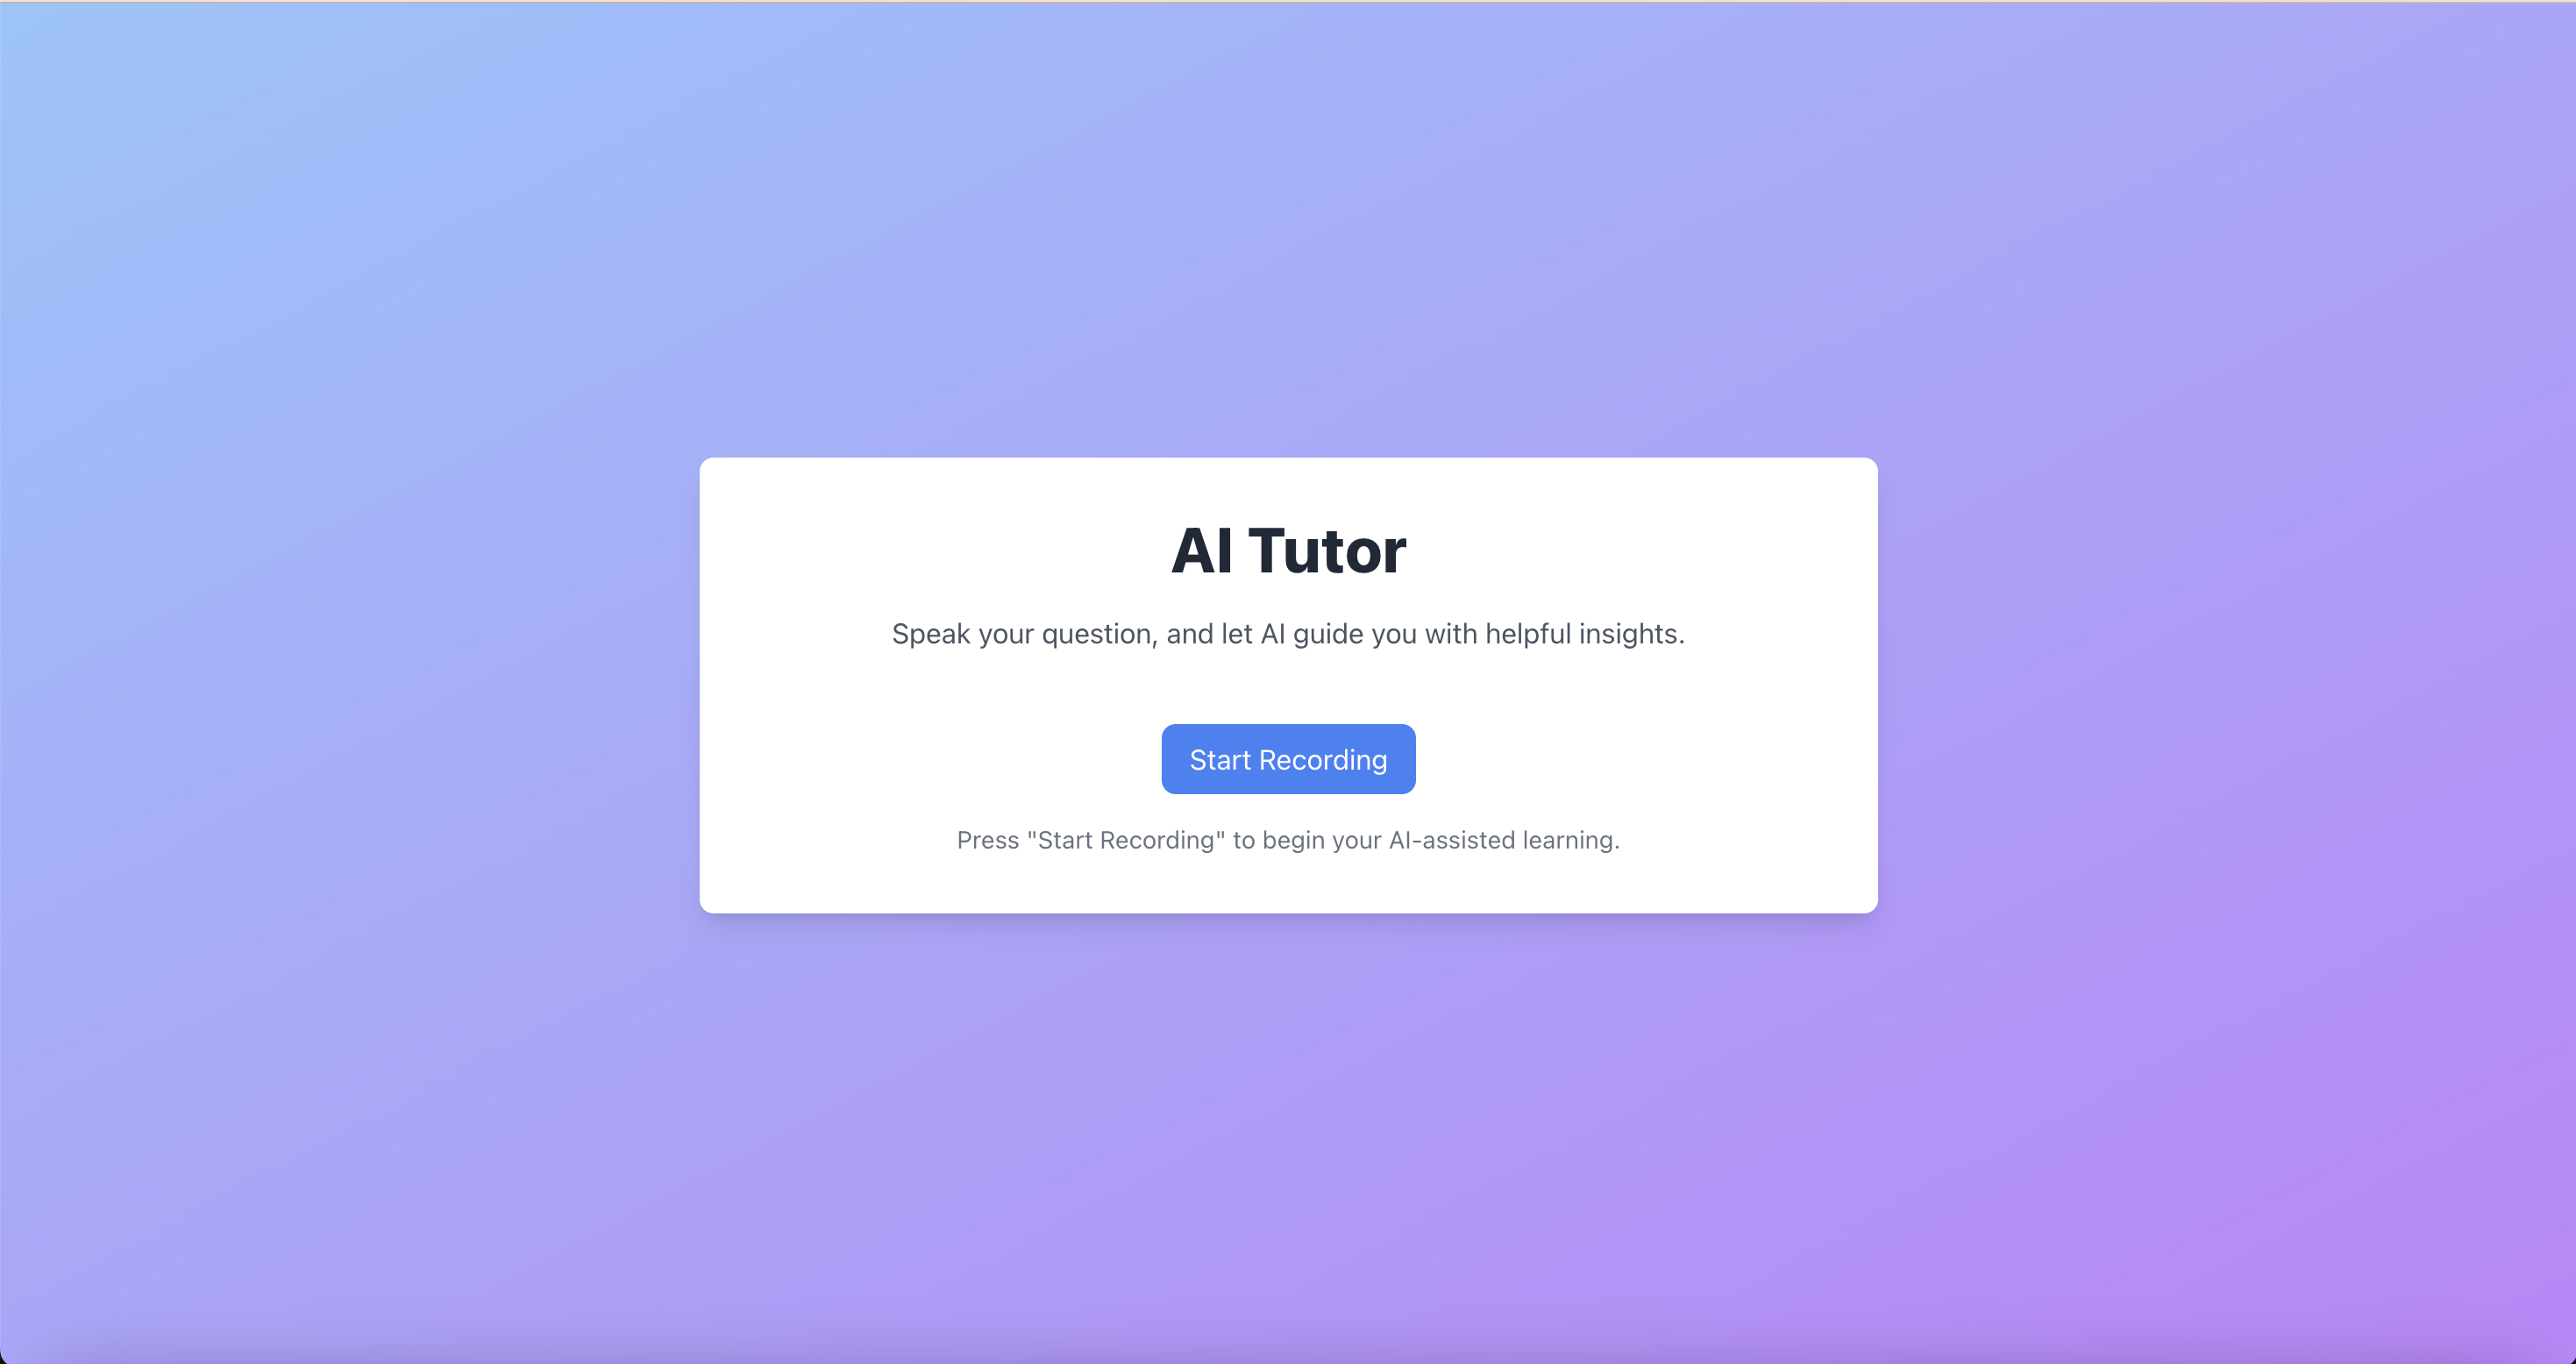 AI Tutor
Speak your question, and let AI guide you with helpful insights.
Start Recording
Press "Start Recording" to begin your AI-assisted learning.